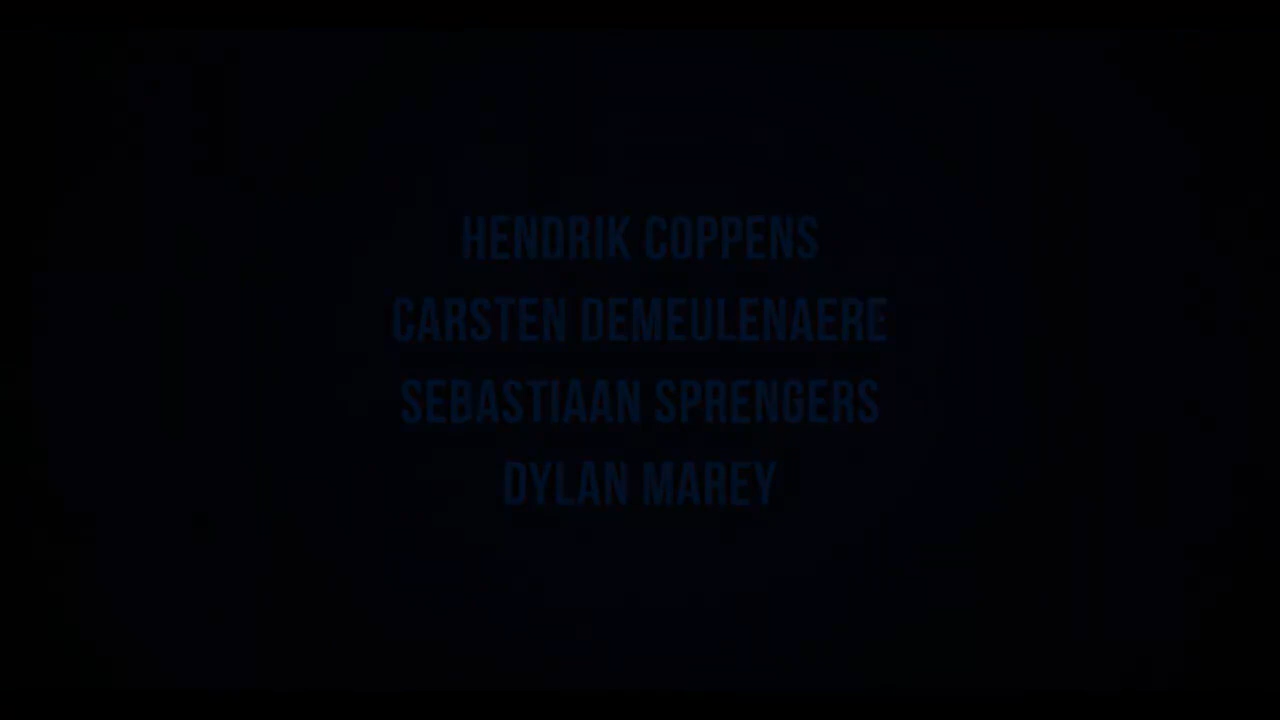 HENDRIK COPPENS
CARSTEN DEMEULENAERE
SEBASTIAAN SPRENGERS
DYLAN MAREY